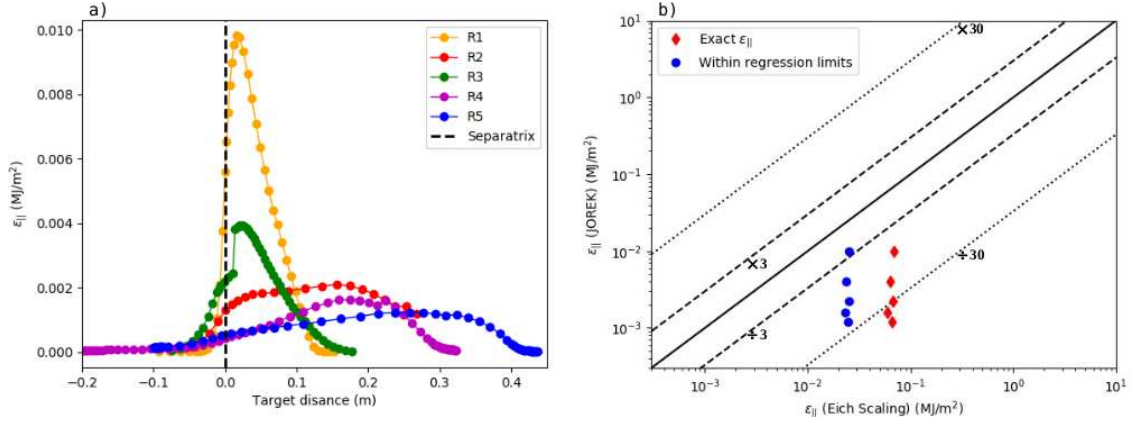 a)
ε|| (MJ/m²)
0.010
0.008
0.006
0.004
0.002
0.000
R1
R2
R3
R4
R5
Separatrix
−0.2
−0.1
0.0
0.1
0.2
0.3
0.4
Target disance (m)
b)
ε|| (JOREK) (MJ/m²)
10¹
10⁰
10⁻¹
10⁻²
10⁻³
Exact ε||
Within regression limits
×30
×3
÷30
÷3
10⁻³
10⁻²
10⁻¹
10⁰
10¹
ε|| (Eich Scaling) (MJ/m²)